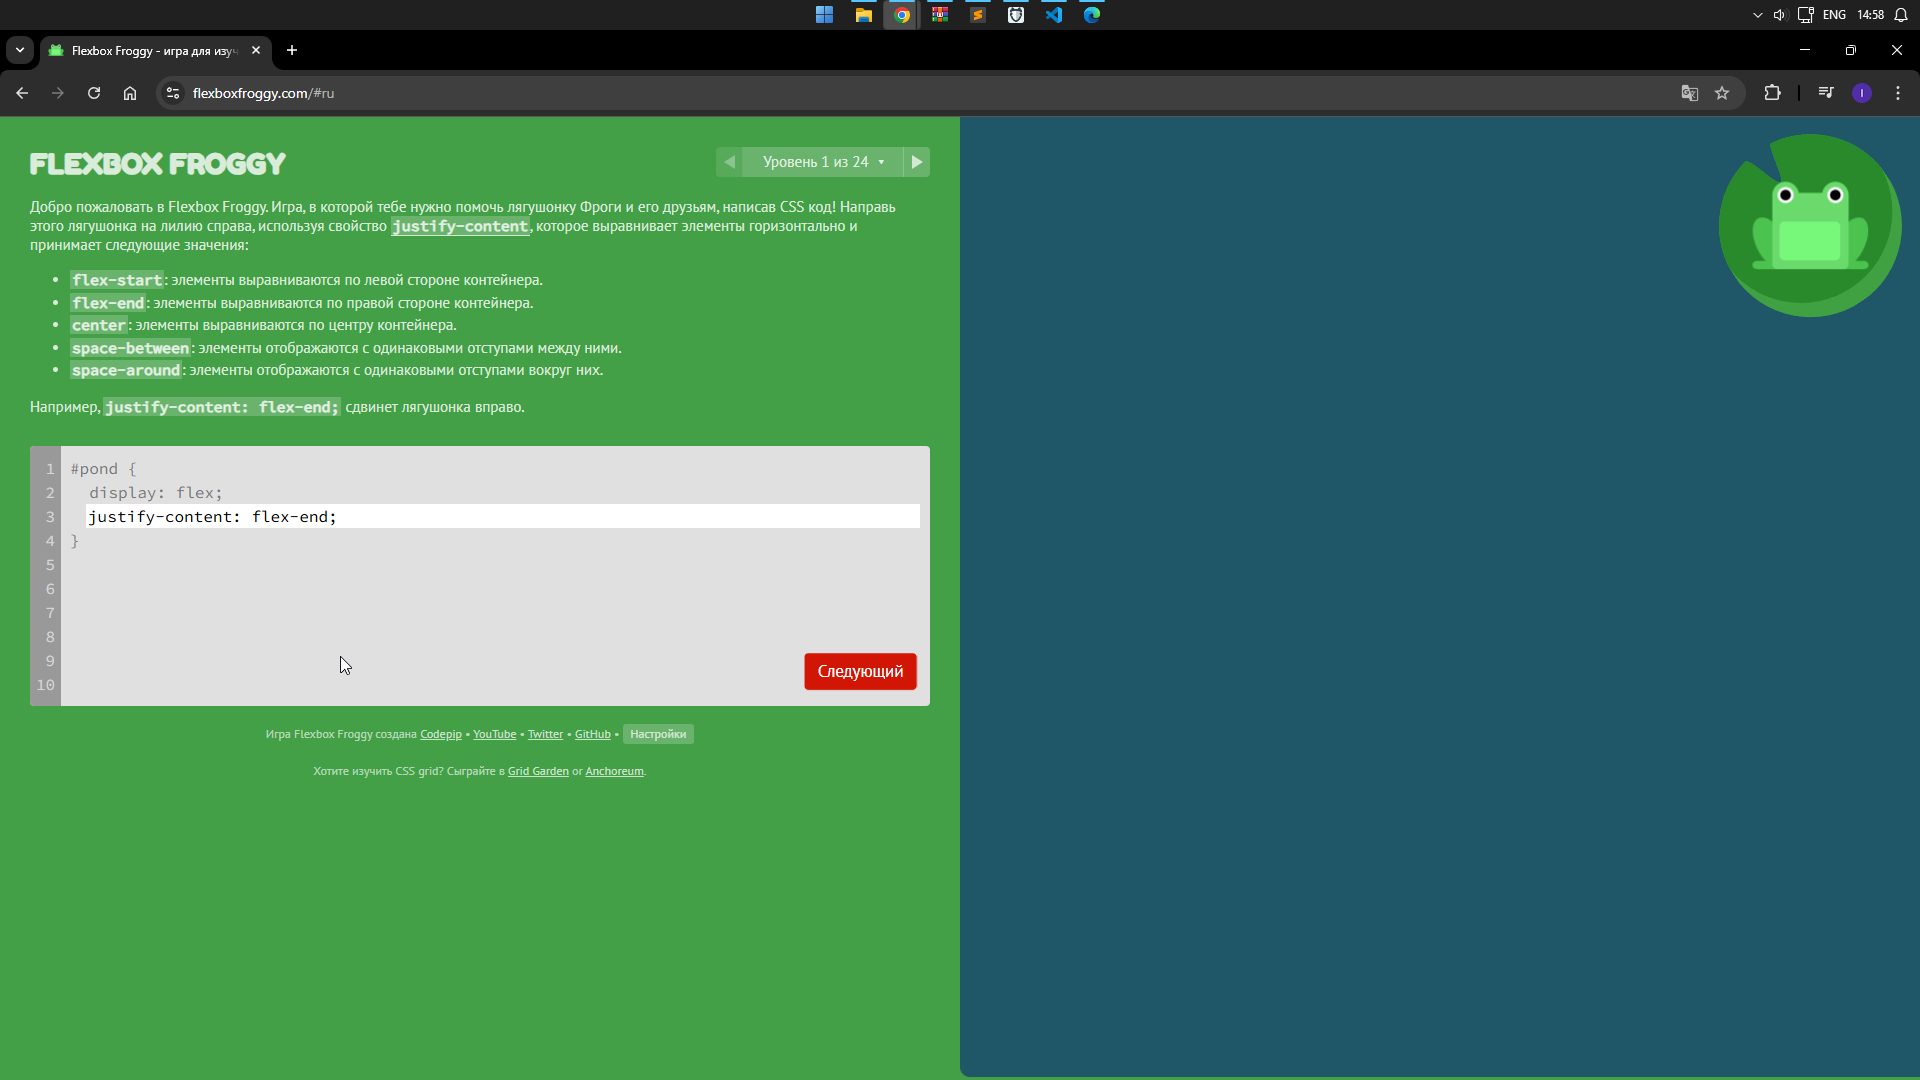 ENG 14:58
Flexbox Froggy - игра для изу
flexboxfroggy.com/#ru
I
FLEXBOX FROGGY
Уровень 1 из 24
Добро пожаловать в Flexbox Froggy. Игра, в которой тебе нужно помочь лягушонку Фроги и его друзьям, написав CSS код! Направь
этого лягушонка на лилию справа, используя свойство justify-content, которое выравнивает элементы горизонтально и
принимает следующие значения:
• flex-start: элементы выравниваются по левой стороне контейнера.
• flex-end: элементы выравниваются по правой стороне контейнера.
• center: элементы выравниваются по центру контейнера.
• space-between: элементы отображаются с одинаковыми отступами между ними.
• space-around: элементы отображаются с одинаковыми отступами вокруг них.
Например, justify-content: flex-end; сдвинет лягушонка вправо.
1 #pond {
2 display: flex;
3 justify-content: flex-end;
4 }
5
6
7
8
9
10
Следующий
Игра Flexbox Froggy создана Codepip • YouTube • Twitter • GitHub • Настройки
Хотите изучить CSS grid? Сыграйте в Grid Garden or Anchoreum.